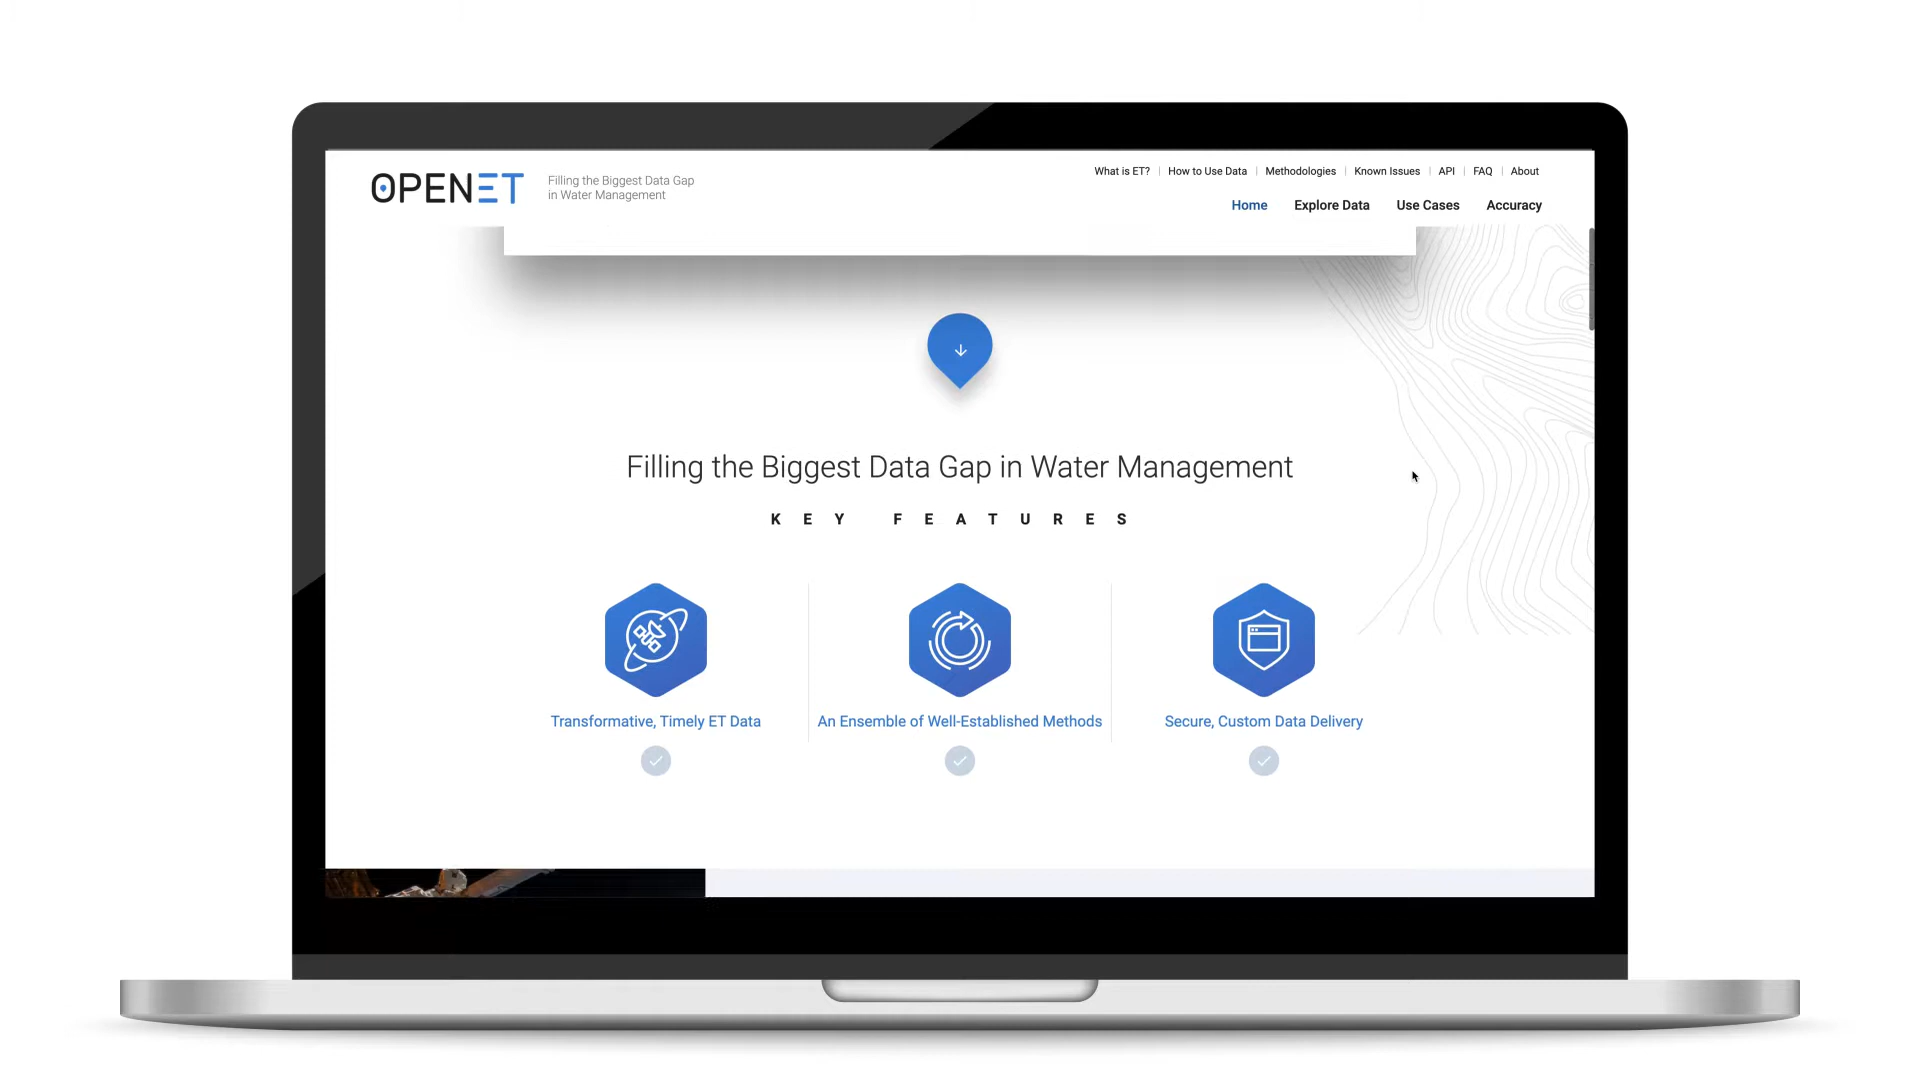 OPENET
Filling the Biggest Data Gap
in Water Management
What is ET? | How to Use Data | Methodologies | Known Issues | API | FAQ | About
Home Explore Data Use Cases Accuracy
Filling the Biggest Data Gap in Water Management
KEY FEATURES
Transformative, Timely ET Data
An Ensemble of Well-Established Methods
Secure, Custom Data Delivery